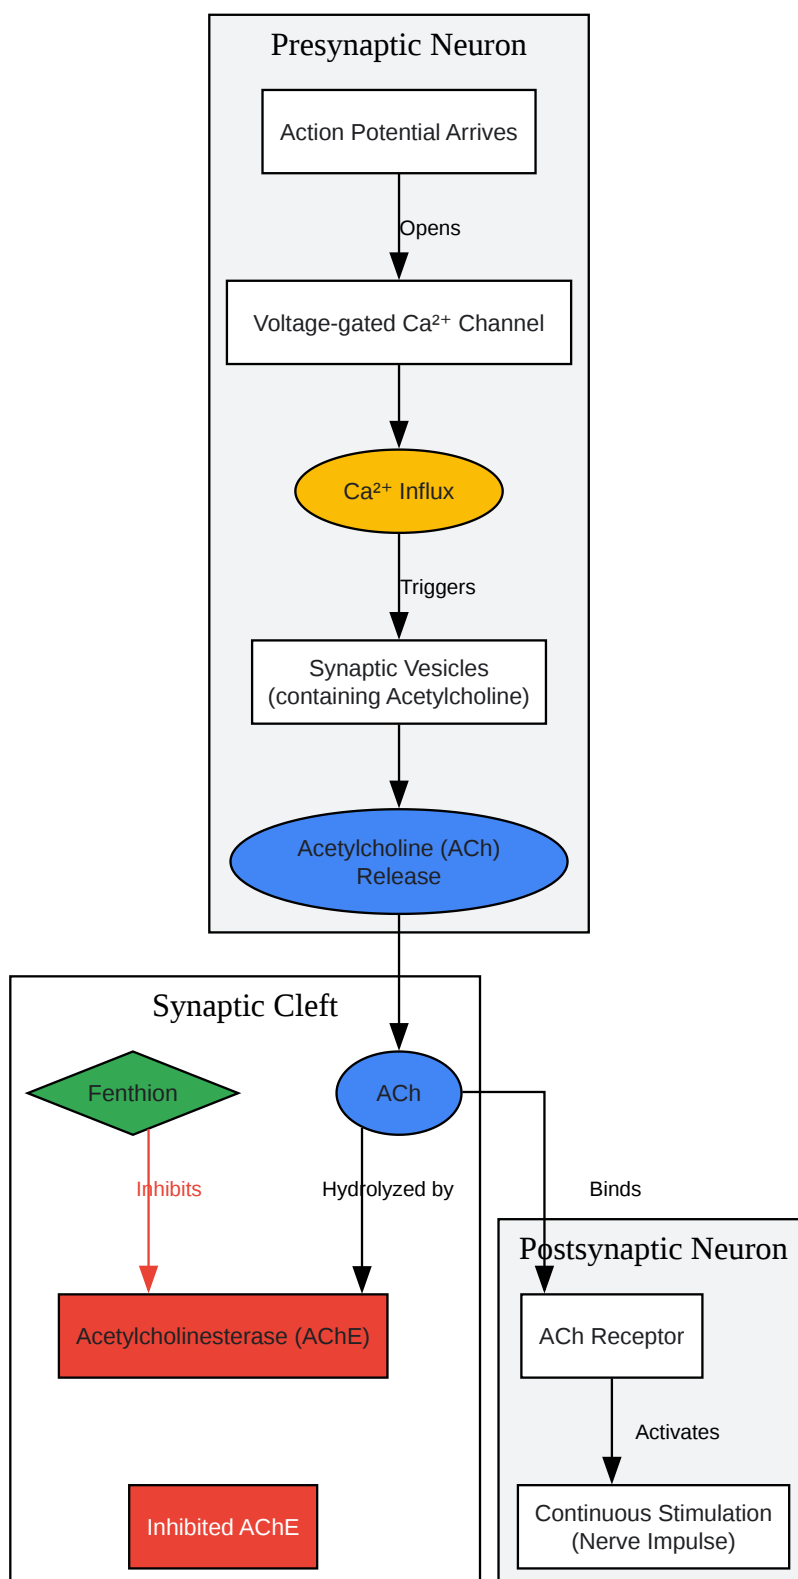 Presynaptic Neuron
Action Potential Arrives
Opens
Voltage-gated Ca²⁺ Channel
Ca²⁺ Influx
Triggers
Synaptic Vesicles
(containing Acetylcholine)
Acetylcholine (ACh)
Release
Synaptic Cleft
Fenthion
ACh
Inhibits
Hydrolyzed by
Binds
Postsynaptic Neuron
Acetylcholinesterase (AChE)
ACh Receptor
Activates
Inhibited AChE
Continuous Stimulation
(Nerve Impulse)